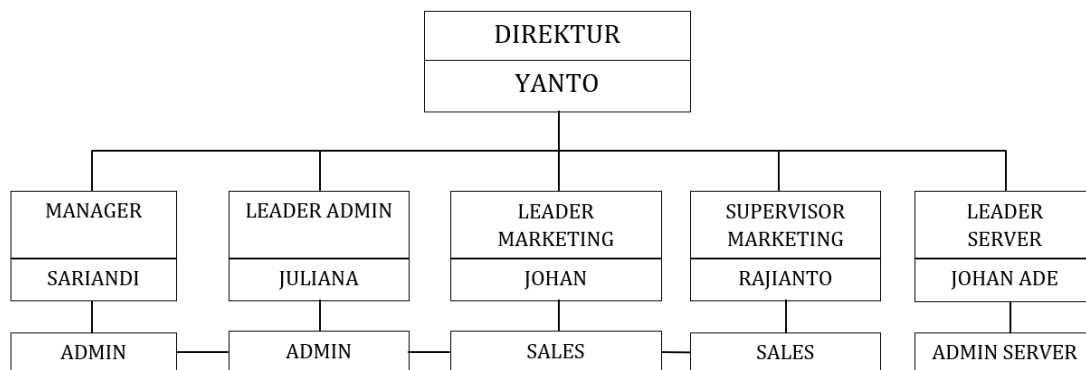 DIREKTUR
YANTO
MANAGER
SARIANDI
LEADER ADMIN
JULIANA
LEADER
MARKETING
JOHAN
SUPERVISOR
MARKETING
RAJIANTO
LEADER
SERVER
JOHAN ADE
ADMIN
ADMIN
SALES
SALES
ADMIN SERVER